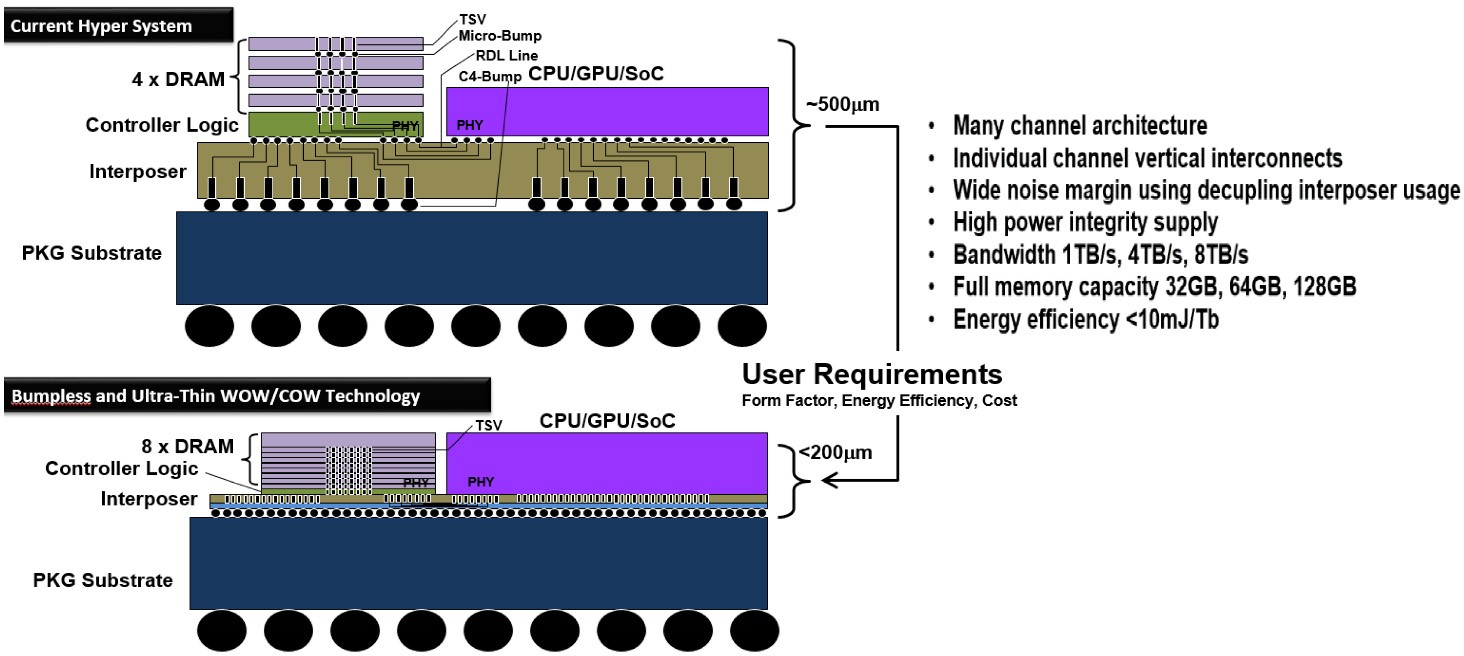 Current Hyper System
TSV
Micro-Bump
RDL Line
C4-Bump
CPU/GPU/SoC
4 x DRAM
Controller Logic
PHY
PHY
Interposer
PKG Substrate
~500μm
• Many channel architecture
• Individual channel vertical interconnects
• Wide noise margin using decupling interposer usage
• High power integrity supply
• Bandwidth 1TB/s, 4TB/s, 8TB/s
• Full memory capacity 32GB, 64GB, 128GB
• Energy efficiency <10mJ/Tb
User Requirements
Form Factor, Energy Efficiency, Cost
Bumpless and Ultra-Thin WOW/COW Technology
TSV
CPU/GPU/SoC
8 x DRAM
Controller Logic
PHY
PHY
Interposer
PKG Substrate
<200μm